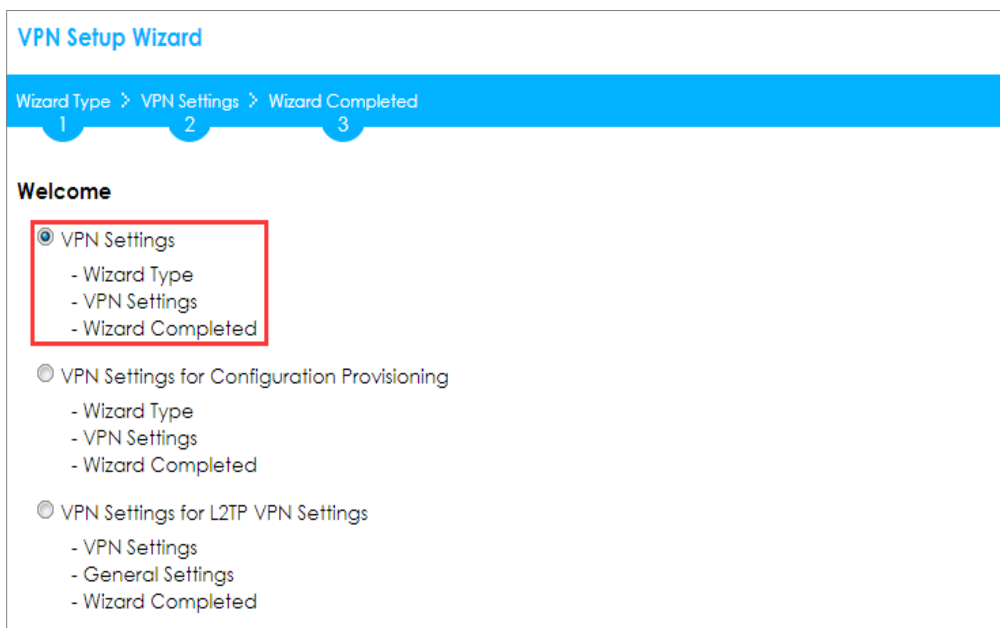 VPN Setup Wizard
Wizard Type > VPN Settings > Wizard Completed
1 2 3
Welcome
VPN Settings
- Wizard Type
- VPN Settings
- Wizard Completed
VPN Settings for Configuration Provisioning
- Wizard Type
- VPN Settings
- Wizard Completed
VPN Settings for L2TP VPN Settings
- VPN Settings
- General Settings
- Wizard Completed